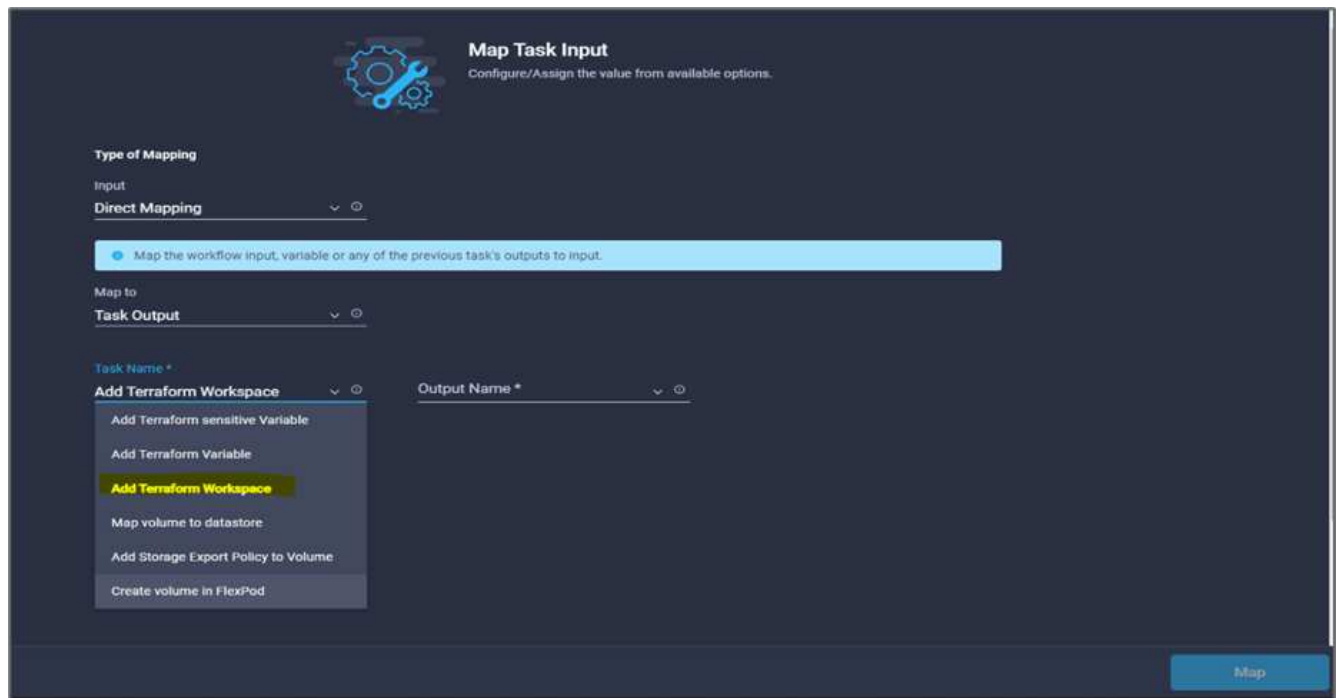 Map Task Input
Configure/Assign the value from available options.
Type of Mapping
Input
Direct Mapping
Map the workflow input, variable or any of the previous task's outputs to input.
Map to
Task Output
Task Name *
Add Terraform Workspace
Output Name *
Add Terraform sensitive Variable
Add Terraform Variable
Add Terraform Workspace
Map volume to datastore
Add Storage Export Policy to Volume
Create volume in FlexPod
Map